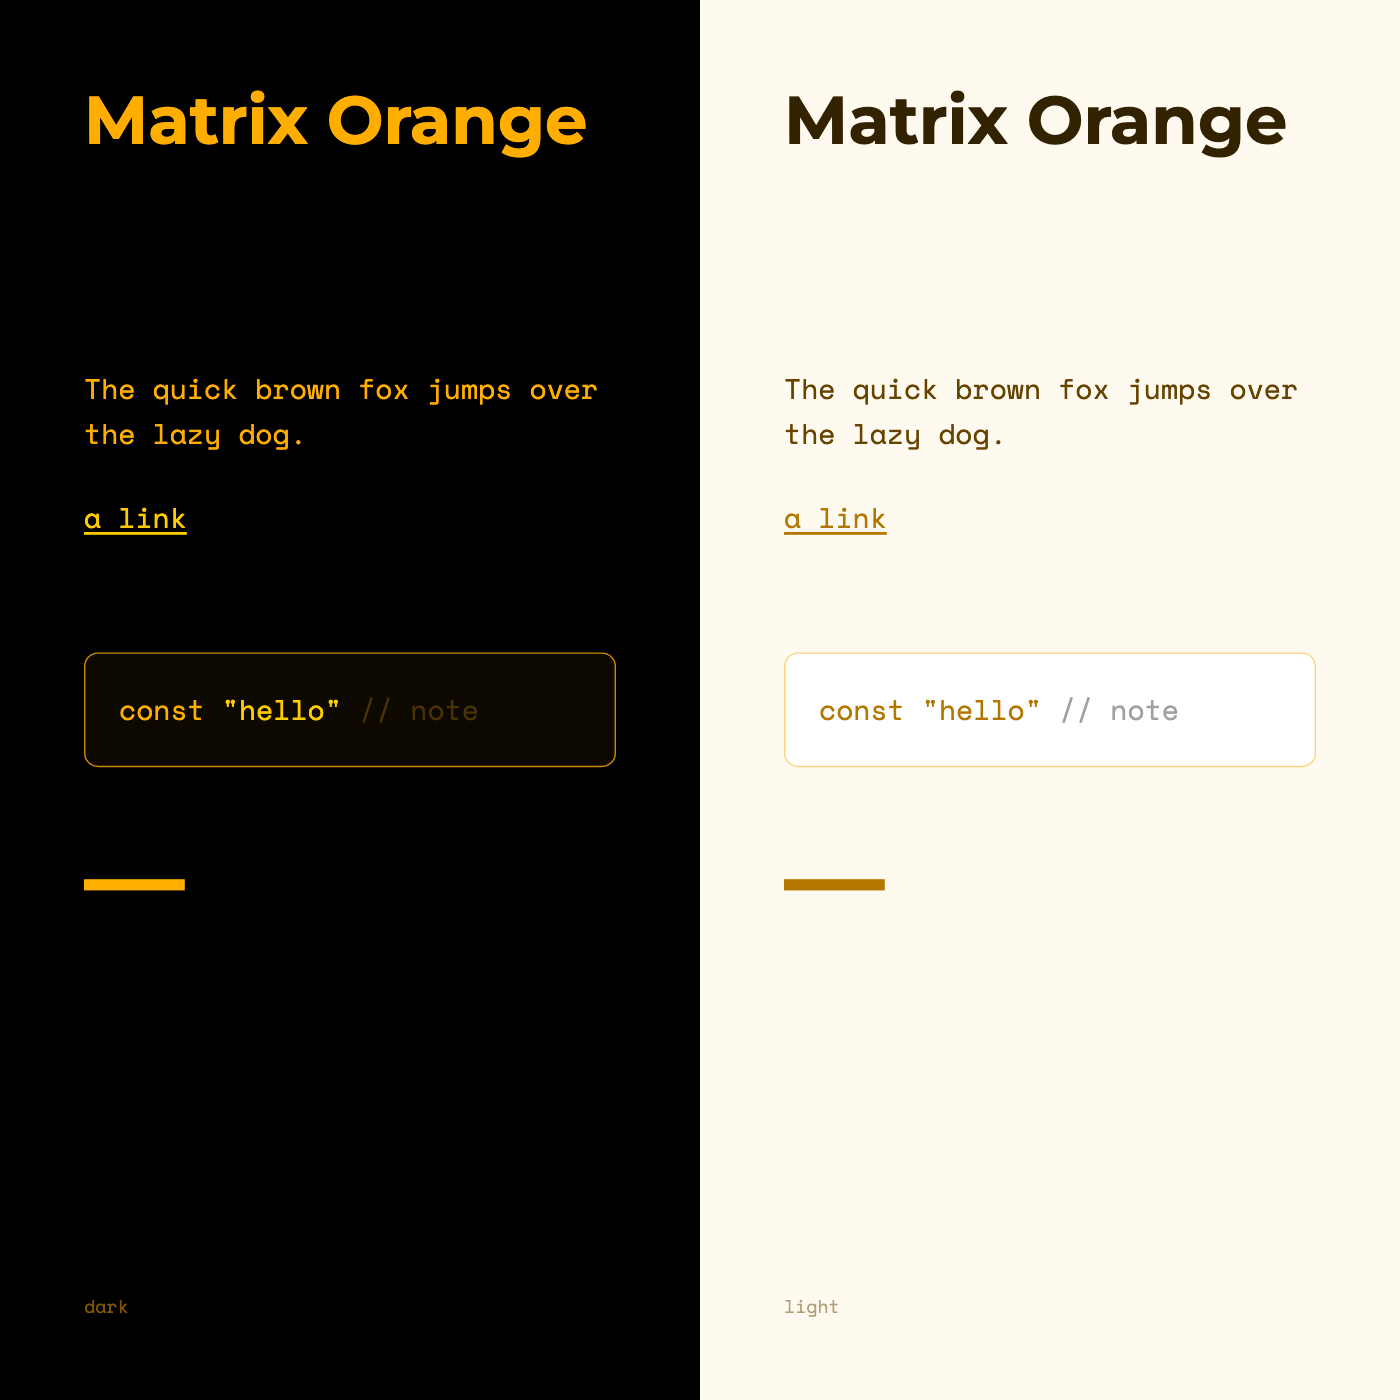 Matrix Orange
The quick brown fox jumps over
the lazy dog.
a link
const "hello" // note
dark
Matrix Orange
The quick brown fox jumps over
the lazy dog.
a link
const "hello" // note
light